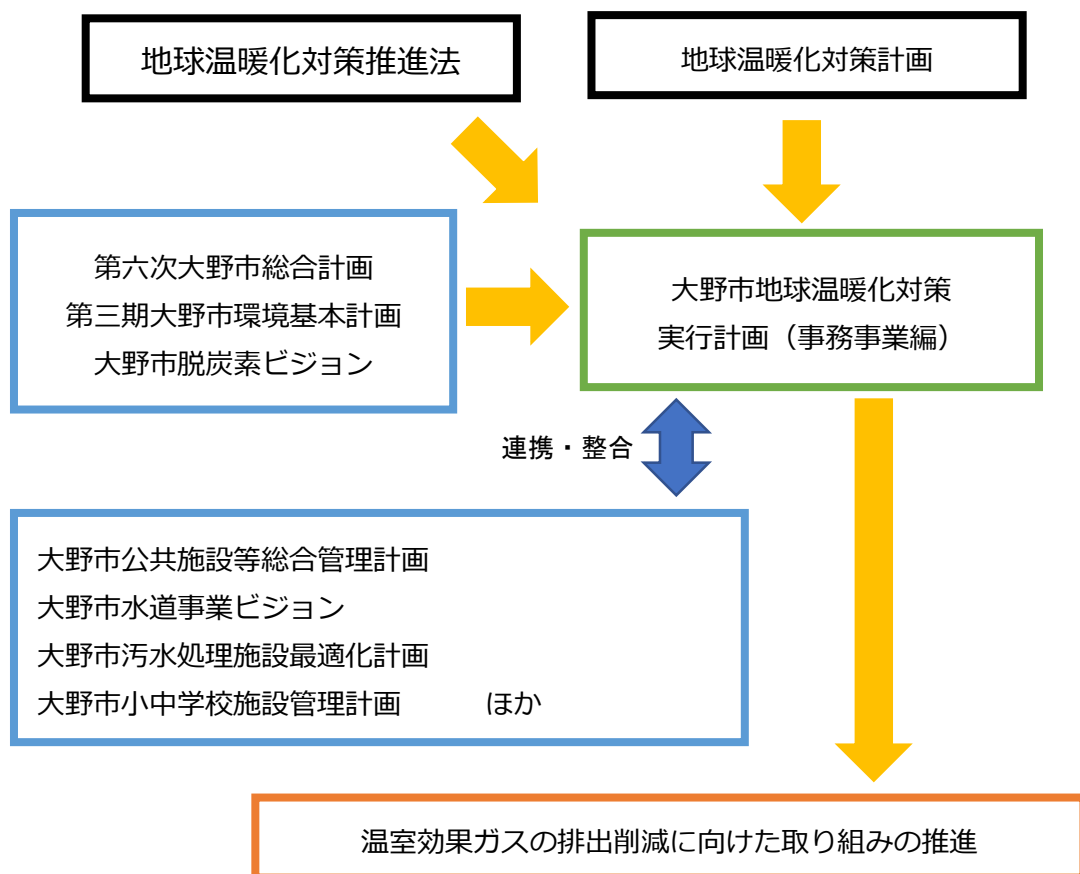 地球温暖化対策推進法
地球温暖化対策計画
第六次大野市総合計画
第三期大野市環境基本計画
大野市脱炭素ビジョン
大野市地球温暖化対策
実行計画（事務事業編）
連携・整合
大野市公共施設等総合管理計画
大野市水道事業ビジョン
大野市汚水処理施設最適化計画
大野市小中学校施設管理計画　　　ほか
温室効果ガスの排出削減に向けた取り組みの推進